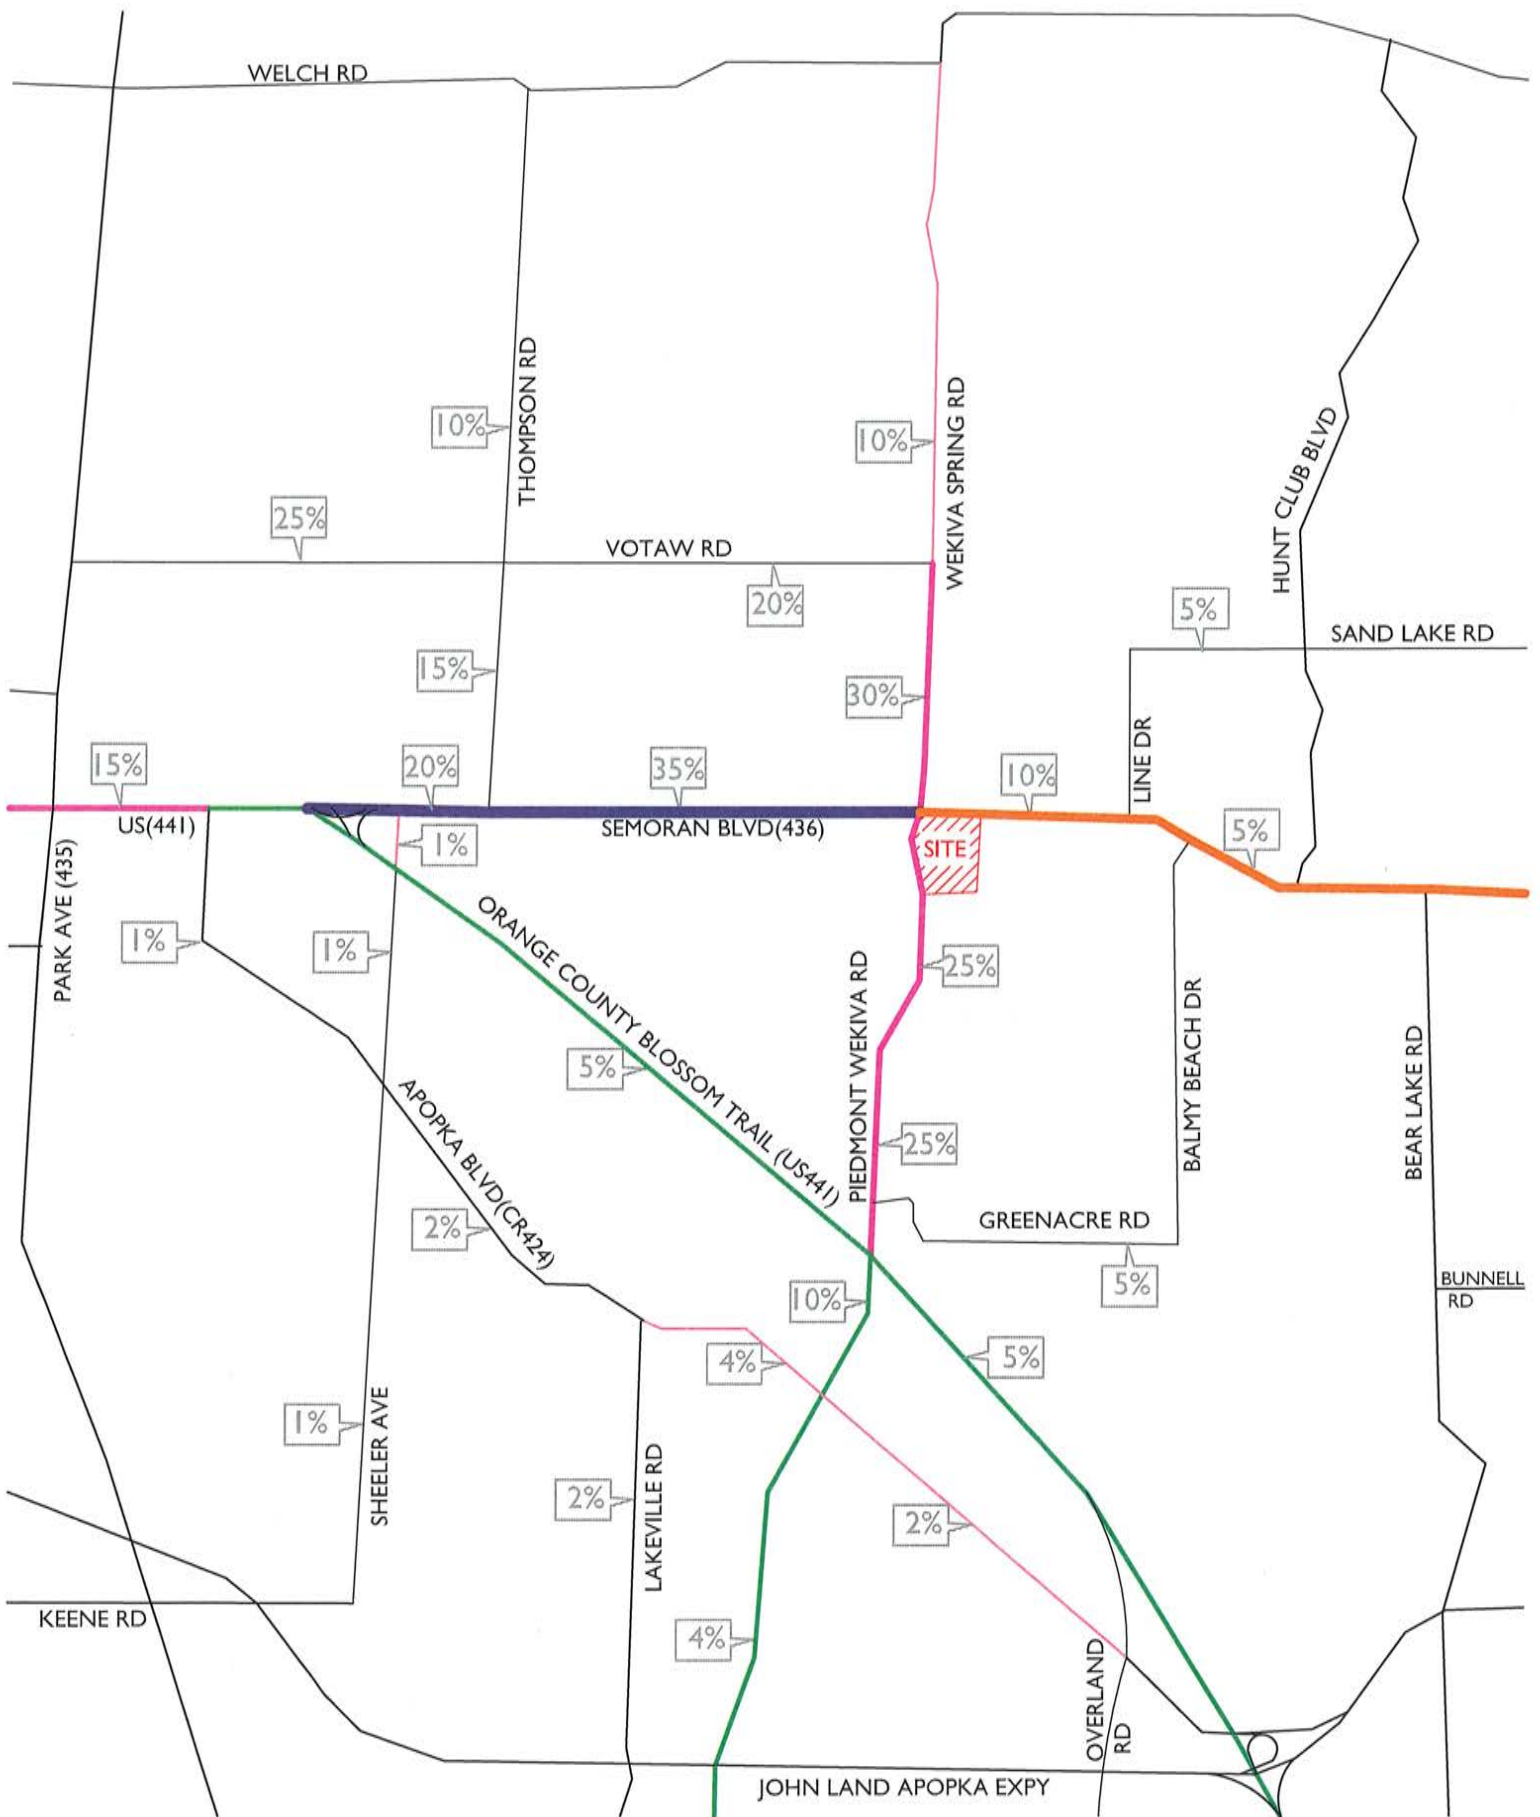 WELCH RD
THOMPSON RD
WEKIVA SPRING RD
10%
10%
HUNT CLUB BLVD
25%
VOTAW RD
20%
5%
SAND LAKE RD
15%
30%
LINE DR
15%
20%
35%
10%
US(441)
SEMORAN BLVD(436)
1%
SITE
5%
PARK AVE (435)
1%
1%
ORANGE COUNTY BLOSSOM TRAIL (US441)
25%
PIEDMONT WEKIVA RD
BALMY BEACH DR
BEAR LAKE RD
5%
APOPKA BLVD(CR424)
25%
2%
GREENACRE RD
5%
10%
BUNNELL
RD
4%
5%
1%
SHEELER AVE
2%
LAKEVILLE RD
2%
KEENE RD
4%
OVERLAND
RD
JOHN LAND APOPKA EXPY